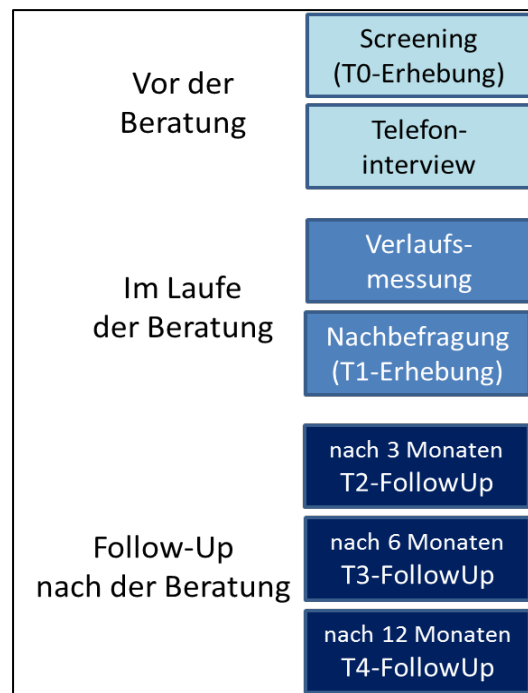 Vor der
Beratung
Screening
(T0-Erhebung)
Telefon-
interview
Im Laufe
der Beratung
Verlaufs-
messung
Nachbefragung
(T1-Erhebung)
Follow-Up
nach der Beratung
nach 3 Monaten
T2-FollowUp
nach 6 Monaten
T3-FollowUp
nach 12 Monaten
T4-FollowUp